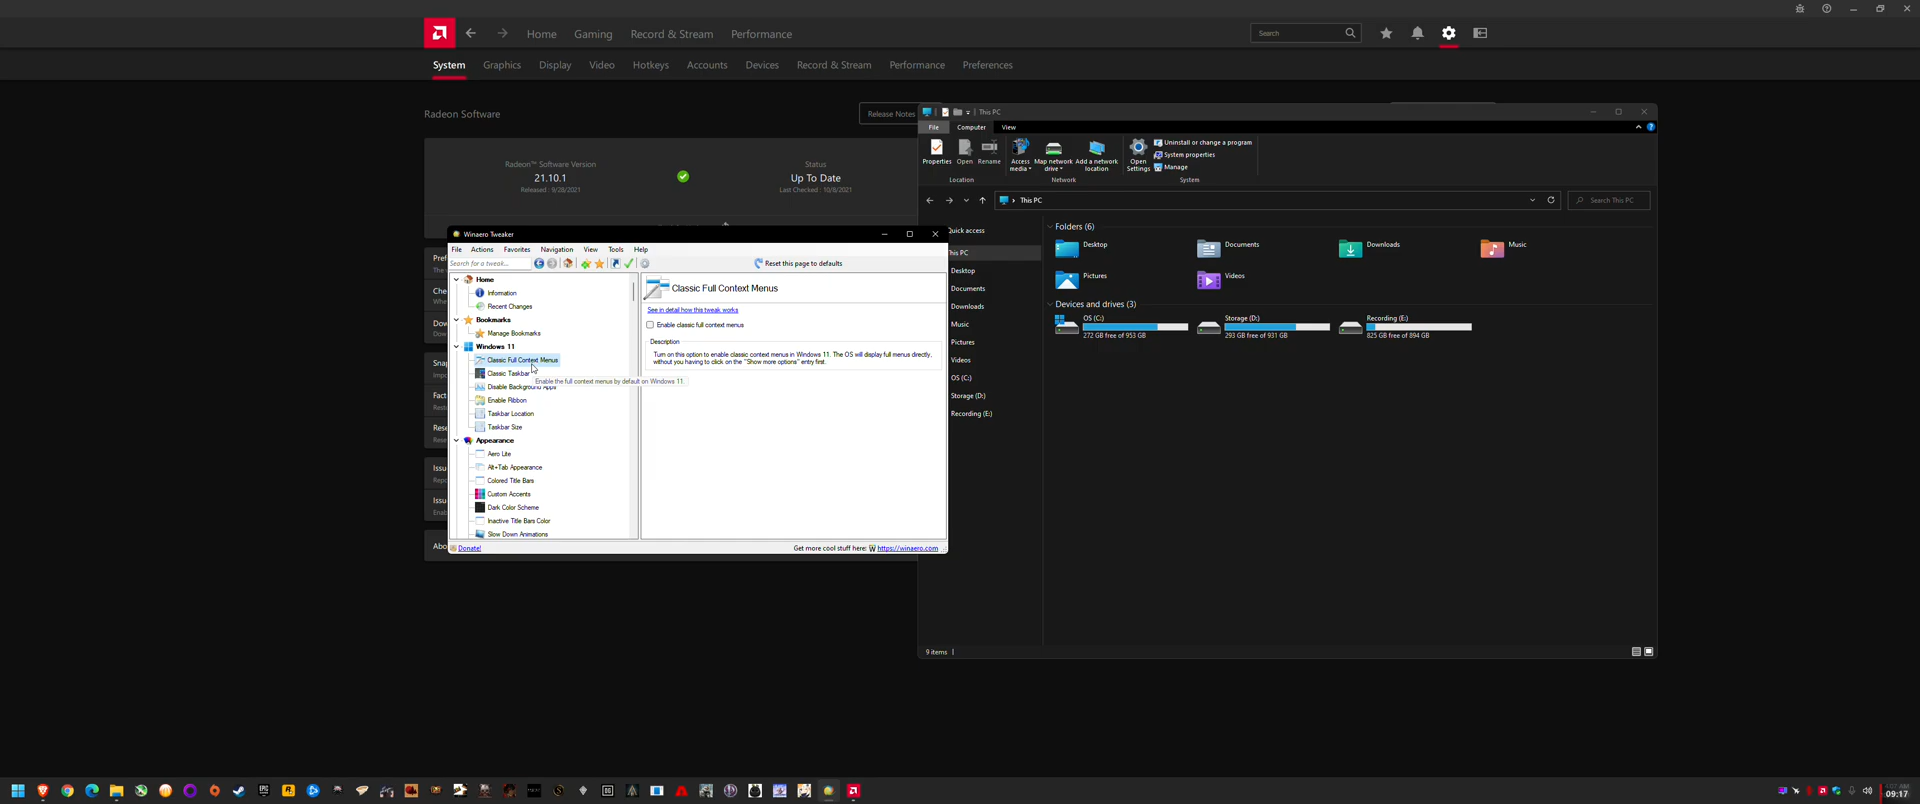 Home Gaming Record & Stream Performance
Search
System Graphics Display Video Hotkeys Accounts Devices Record & Stream Performance Preferences
Radeon Software
Release Notes
Radeon™ Software Version
21.10.1
Released : 9/28/2021
Status
Up To Date
Last Checked : 10/8/2021
This PC
File Computer View
Properties
Open
Rename
Access media
Map network drive
Add a network location
Open Settings
Uninstall or change a program
System properties
Manage
Location
Network
System
This PC
Search This PC
Quick access
This PC
Desktop
Documents
Downloads
Music
Pictures
Videos
OS (C:)
Storage (D:)
Recording (E:)
Folders (6)
Desktop
Documents
Downloads
Music
Pictures
Videos
Devices and drives (3)
OS (C:)
272 GB free of 953 GB
Storage (D:)
293 GB free of 931 GB
Recording (E:)
825 GB free of 894 GB
9 items
Winaero Tweaker
File Actions Favorites Navigation View Tools Help
Search for a tweak...
Reset this page to defaults
Home
Information
Recent Changes
Bookmarks
Manage Bookmarks
Windows 11
Classic Full Context Menus
Classic Taskbar
Enable the full context menus by default on Windows 11.
Disable Background Apps
Enable Ribbon
Taskbar Location
Taskbar Size
Appearance
Aero Lite
Alt+Tab Appearance
Colored Title Bars
Custom Accents
Dark Color Scheme
Inactive Title Bars Color
Slow Down Animations
Classic Full Context Menus
See in detail how this tweak works
Enable classic full context menus
Description
Turn on this option to enable classic context menus in Windows 11. The OS will display full menus directly,
without you having to click on the "Show more options" entry first.
Donate!
Get more cool stuff here: https://winaero.com
09:17